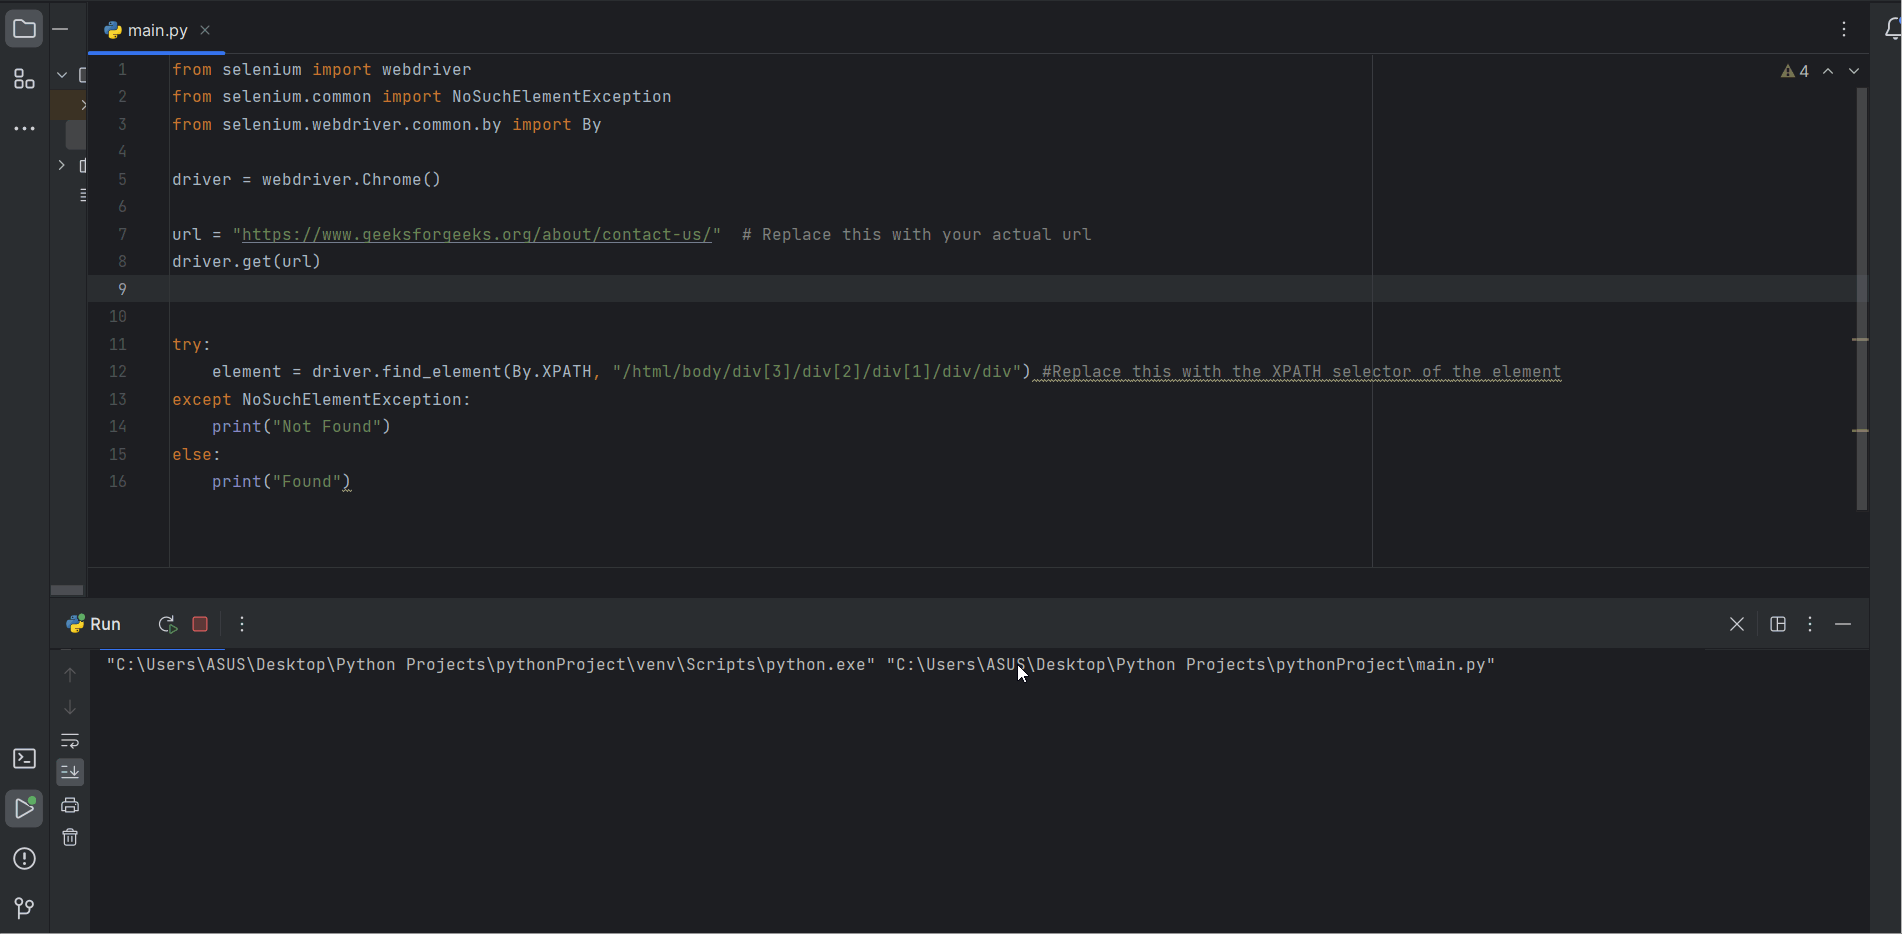 main.py
4
1 from selenium import webdriver
2 from selenium.common import NoSuchElementException
3 from selenium.webdriver.common.by import By
4
5 driver = webdriver.Chrome()
6
7 url = "https://www.geeksforgeeks.org/about/contact-us/"  # Replace this with your actual url
8 driver.get(url)
9
10
11 try:
12     element = driver.find_element(By.XPATH, "/html/body/div[3]/div[2]/div[1]/div/div") #Replace this with the XPATH selector of the element
13 except NoSuchElementException:
14     print("Not Found")
15 else:
16     print("Found")
Run
"C:\Users\ASUS\Desktop\Python Projects\pythonProject\venv\Scripts\python.exe" "C:\Users\ASUS\Desktop\Python Projects\pythonProject\main.py"